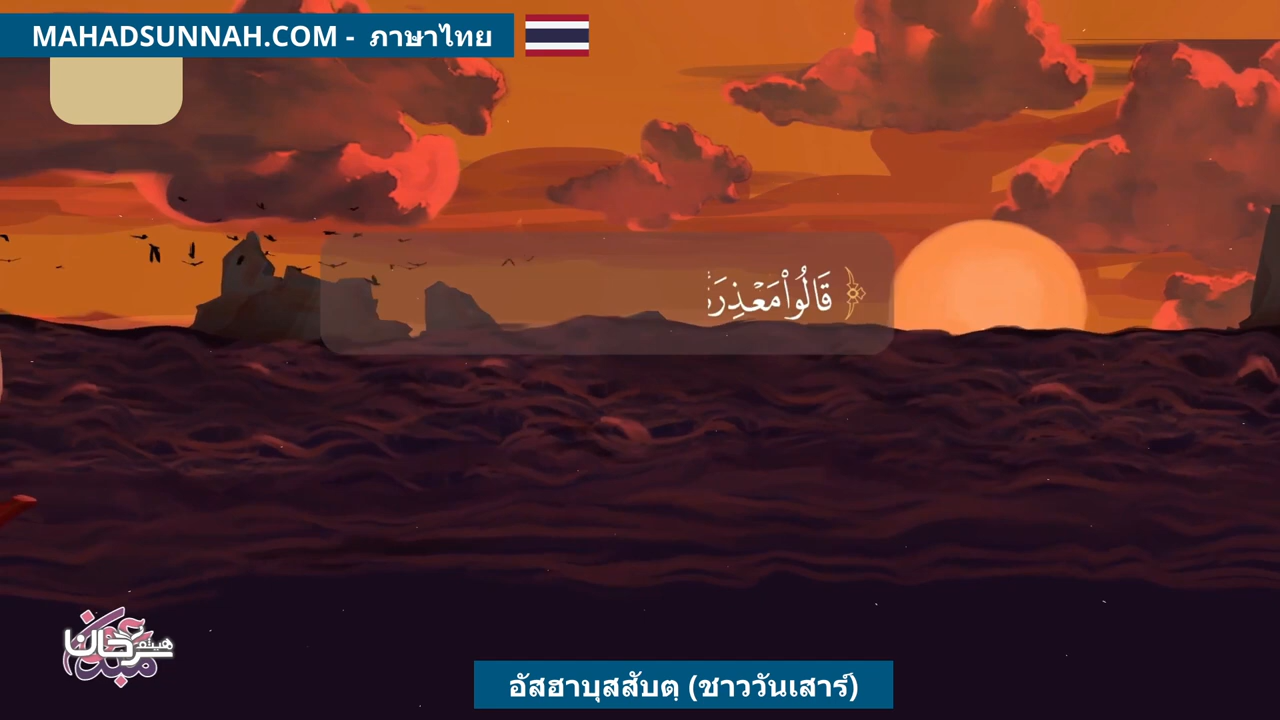 MAHADSUNNAH.COM - ภาษาไทย
﴿ قَالُوا۟ مَعْذِرَ
อัสฮาบุสสับตฺ (ชาววันเสาร์)